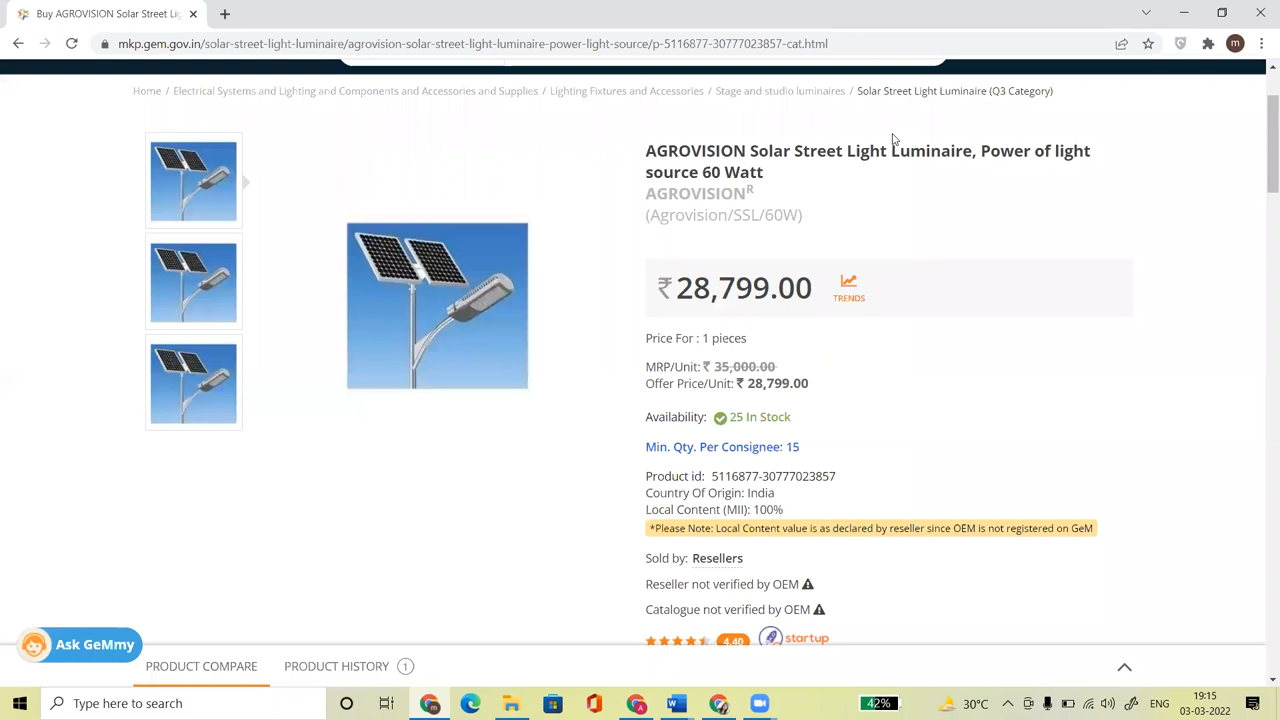 Buy AGROVISION Solar Street Lig
mkp.gem.gov.in/solar-street-light-luminaire/agrovision-solar-street-light-luminaire-power-light-source/p-5116877-30777023857-cat.html
m
Home / Electrical Systems and Lighting and Components and Accessories and Supplies / Lighting Fixtures and Accessories / Stage and studio luminaires / Solar Street Light Luminaire (Q3 Category)
AGROVISION Solar Street Light Luminaire, Power of light
source 60 Watt
AGROVISION R
(Agrovision/SSL/60W)
₹ 28,799.00
TRENDS
Price For : 1 pieces
MRP/Unit: ₹ 35,000.00
Offer Price/Unit: ₹ 28,799.00
Availability: 25 In Stock
Min. Qty. Per Consignee: 15
Product id: 5116877-30777023857
Country Of Origin: India
Local Content (MII): 100%
*Please Note: Local Content value is as declared by reseller since OEM is not registered on GeM
Sold by: Resellers
Reseller not verified by OEM
Catalogue not verified by OEM
4.40 startup
Ask GeMmy
PRODUCT COMPARE PRODUCT HISTORY 1
Type here to search
42%
30°C
ENG
19:15
03-03-2022